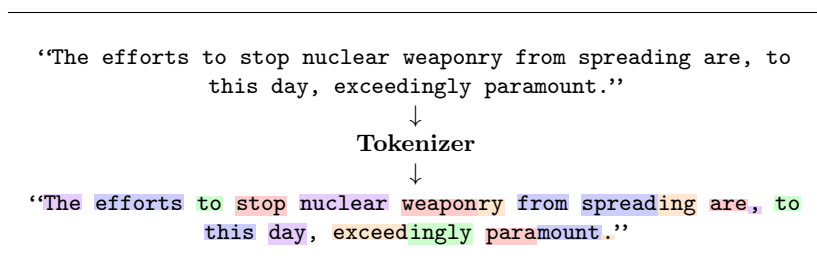 ‘‘The efforts to stop nuclear weaponry from spreading are, to
this day, exceedingly paramount.’’
↓
Tokenizer
↓
‘‘The efforts to stop nuclear weaponry from spreading are, to
this day, exceedingly paramount.’’